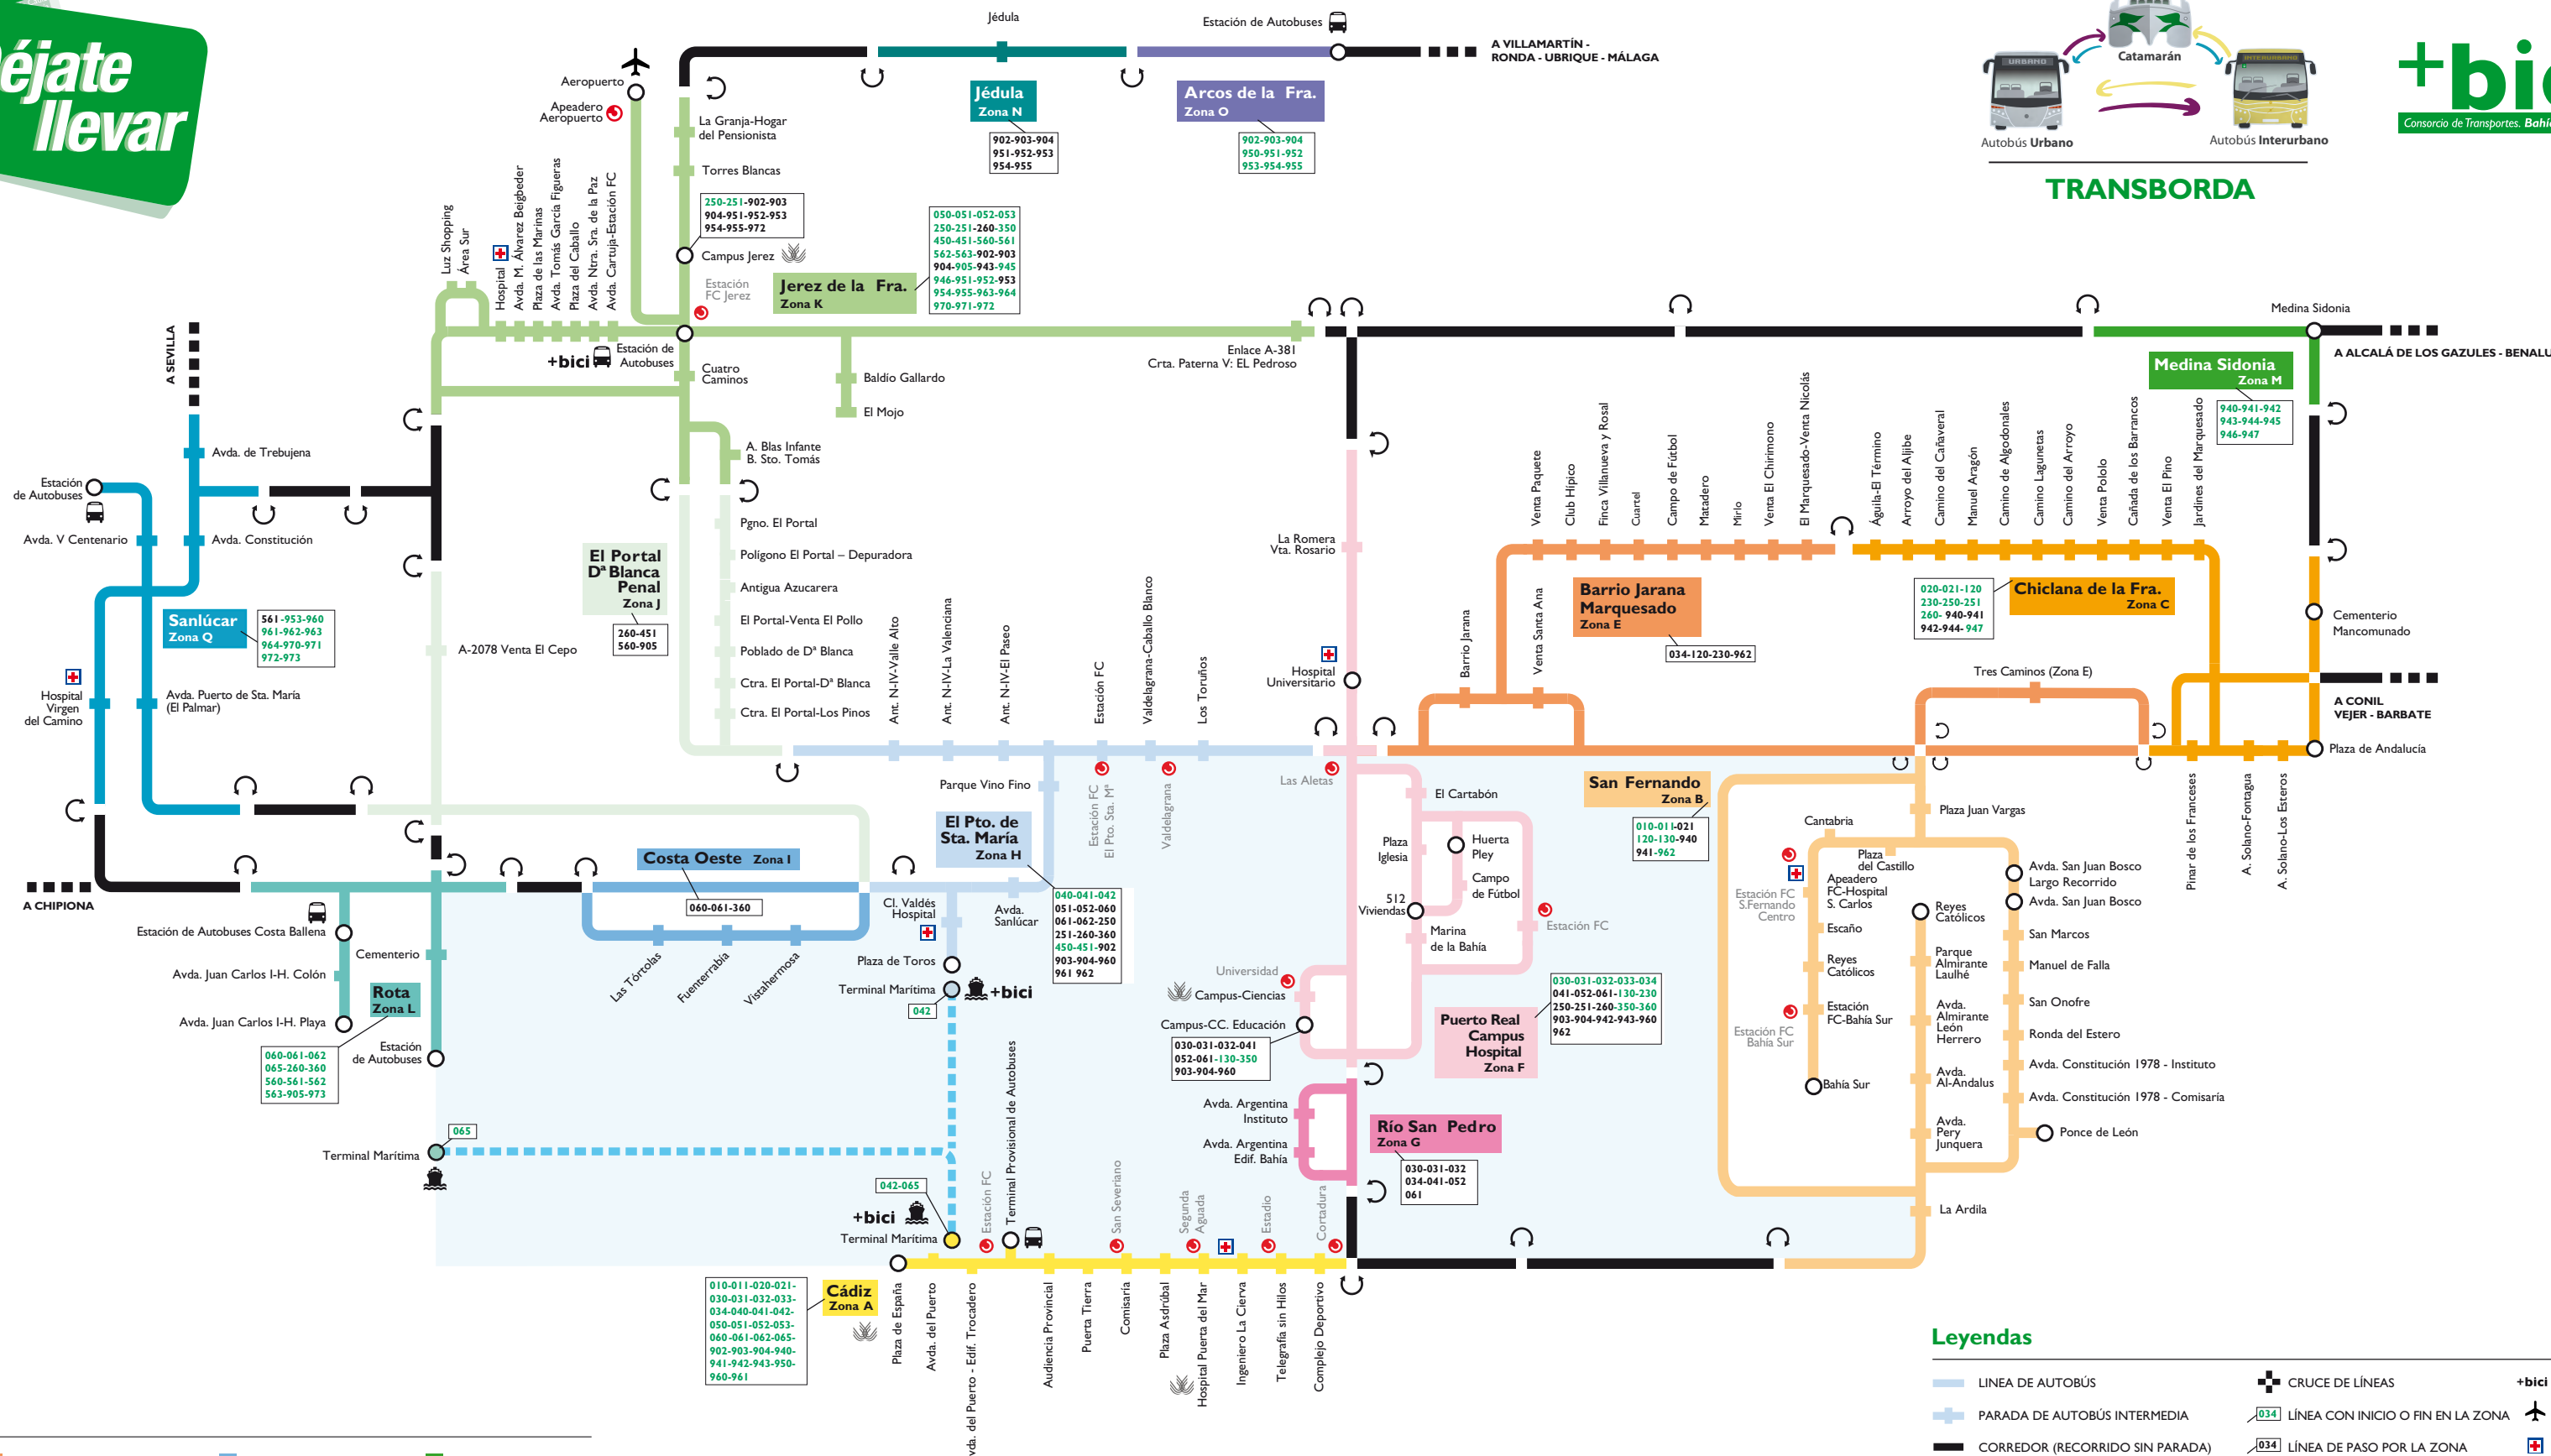 llevar
Jédula
Estación de Autobuses
A VILLAMARTÍN -
RONDA - UBRIQUE - MÁLAGA
Aeropuerto
Apeadero
Aeropuerto
La Granja-Hogar
del Pensionista
Torres Blancas
Jédula
Zona N
902-903-904
951-952-953
954-955
Arcos de la Fra.
Zona O
902-903-904
950-951-952
953-954-955
URBANO
Catamarán
INTERURBANO
Autobús Urbano
Autobús Interurbano
TRANSBORDA
Consorcio de Transportes.
250-251-902-903
904-951-952-953
954-955-972
Campus Jerez
Estación
FC Jerez
Jerez de la Fra.
Zona K
050-051-052-053
250-251-260-350
450-451-560-561
562-563-902-903
904-905-943-945
946-951-952-953
954-955-963-964
970-971-972
Luz Shopping
Área Sur
Hospital
Avda. M. Álvarez Beigbeder
Plaza de las Marinas
Avda. Tomás García Figueras
Plaza del Caballo
Avda. Ntra. Sra. de la Paz
Avda. Cartuja-Estación FC
+bici
Estación de
Autobuses
Cuatro
Caminos
Baldío Gallardo
El Mojo
Enlace A-381
Crta. Paterna V: EL Pedroso
A. Blas Infante
B. Sto. Tomás
Medina Sidonia
A ALCALÁ DE LOS GAZULES -
Medina Sidonia
Zona M
940-941-942
943-944-945
946-947
A SEVILLA
Avda. de Trebujena
Estación
de Autobuses
Avda. V Centenario
Avda. Constitución
Sanlúcar
Zona Q
561-953-960
961-962-963
964-970-971
972-973
Hospital
Virgen
del Camino
Avda. Puerto de Sta. María
(El Palmar)
A-2078 Venta El Cepo
El Portal
Dª Blanca
Penal
Zona J
260-451
560-905
Pgno. El Portal
Polígono El Portal – Depuradora
Antigua Azucarera
El Portal-Venta El Pollo
Poblado de Dª Blanca
Ctra. El Portal-Dª Blanca
Ctra. El Portal-Los Pinos
Ant. N-IV-Valle Alto
Ant. N-IV-La Valenciana
Ant. N-IV-El Paseo
Estación FC
Valdelagrana-Caballo Blanco
Los Toruños
La Romera
Vta. Rosario
Hospital
Universitario
Venta Paquete
Club Hípico
Finca Villanueva y Rosal
Cuartel
Campo de Fútbol
Matadero
Mirlo
Venta El Chirimono
El Marquesado-Venta Nicolás
Águila-El Término
Arroyo del Aljibe
Camino del Cañaveral
Manuel Aragón
Camino de Algodonales
Camino Lagunetas
Camino del Arroyo
Venta Pololo
Cañada de los Barrancos
Venta El Pino
Jardines del Marquesado
Barrio Jarana
Venta Santa Ana
Barrio Jarana
Marquesado
Zona E
034-120-230-962
020-021-120
230-250-251
260- 940-941
942-944- 947
Chiclana de la Fra.
Zona C
Cementerio
Mancomunado
Tres Caminos (Zona E)
A CONIL
VEJER - BARBATE
Plaza de Andalucía
Pinar de los Franceses
A. Solano-Fontagua
A. Solano-Los Esteros
Parque Vino Fino
Estación FC
El Pto. Sta. Mª
Valdelagrana
Las Aletas
El Pto. de
Sta. María
Zona H
040-041-042
051-052-060
061-062-250
251-260-360
450-451-902
903-904-960
961 962
Costa Oeste Zona I
060-061-360
Las Tórtolas
Fuenterrabía
Vistahermosa
Cl. Valdés
Hospital
Avda.
Sanlúcar
Plaza de Toros
Terminal Marítima
+bici
042
A CHIPIONA
Estación de Autobuses Costa Ballena
Avda. Juan Carlos I-H. Colón
Avda. Juan Carlos I-H. Playa
Cementerio
Rota
Zona L
Estación
de Autobuses
060-061-062
065-260-360
560-561-562
563-905-973
065
Terminal Marítima
El Cartabón
Plaza
Iglesia
Huerta
Pley
Campo
de Fútbol
512
Viviendas
Marina
de la Bahía
Estación FC
Universidad
Campus-Ciencias
Campus-CC. Educación
030-031-032-041
052-061-130-350
903-904-960
Puerto Real
Campus
Hospital
Zona F
030-031-032-033-034
041-052-061-130-230
250-251-260-350-360
903-904-942-943-960
962
San Fernando
Zona B
010-011-021
120-130-940
941-962
Plaza Juan Vargas
Cantabria
Plaza
del Castillo
Apeadero
FC-Hospital
S. Carlos
Estación FC
S.Fernando
Centro
Escaño
Reyes
Católicos
Estación
FC-Bahía Sur
Estación FC
Bahía Sur
Bahía Sur
Reyes
Católicos
Parque
Almirante
Laulhé
Avda.
Almirante
León
Herrero
Avda.
Al-Andalus
Avda.
Pery
Junquera
Avda. San Juan Bosco
Largo Recorrido
Avda. San Juan Bosco
San Marcos
Manuel de Falla
San Onofre
Ronda del Estero
Avda. Constitución 1978 - Instituto
Avda. Constitución 1978 - Comisaría
Ponce de León
La Ardila
Avda. Argentina
Instituto
Avda. Argentina
Edif. Bahía
Río San Pedro
Zona G
030-031-032
034-041-052
061
042-065
+bici
Terminal Marítima
Estación FC
Terminal Provisional de Autobuses
San Severiano
Segunda
Aguada
Estadio
Cortadura
010-011-020-021-
030-031-032-033-
034-040-041-042-
050-051-052-053-
060-061-062-065-
902-903-904-940-
941-942-943-950-
960-961
Cádiz
Zona A
Plaza de España
Avda. del Puerto
del Puerto - Edif. Trocadero
Audiencia Provincial
Puerta Tierra
Comisaría
Plaza Asdrúbal
Hospital Puerta del Mar
Ingeniero La Cierva
Telegrafía sin Hilos
Complejo Deportivo
Leyendas
LINEA DE AUTOBÚS
PARADA DE AUTOBÚS INTERMEDIA
CORREDOR (RECORRIDO SIN PARADA)
CRUCE DE LÍNEAS
034 LÍNEA CON INICIO O FIN EN LA ZONA
034 LÍNEA DE PASO POR LA ZONA
+bici